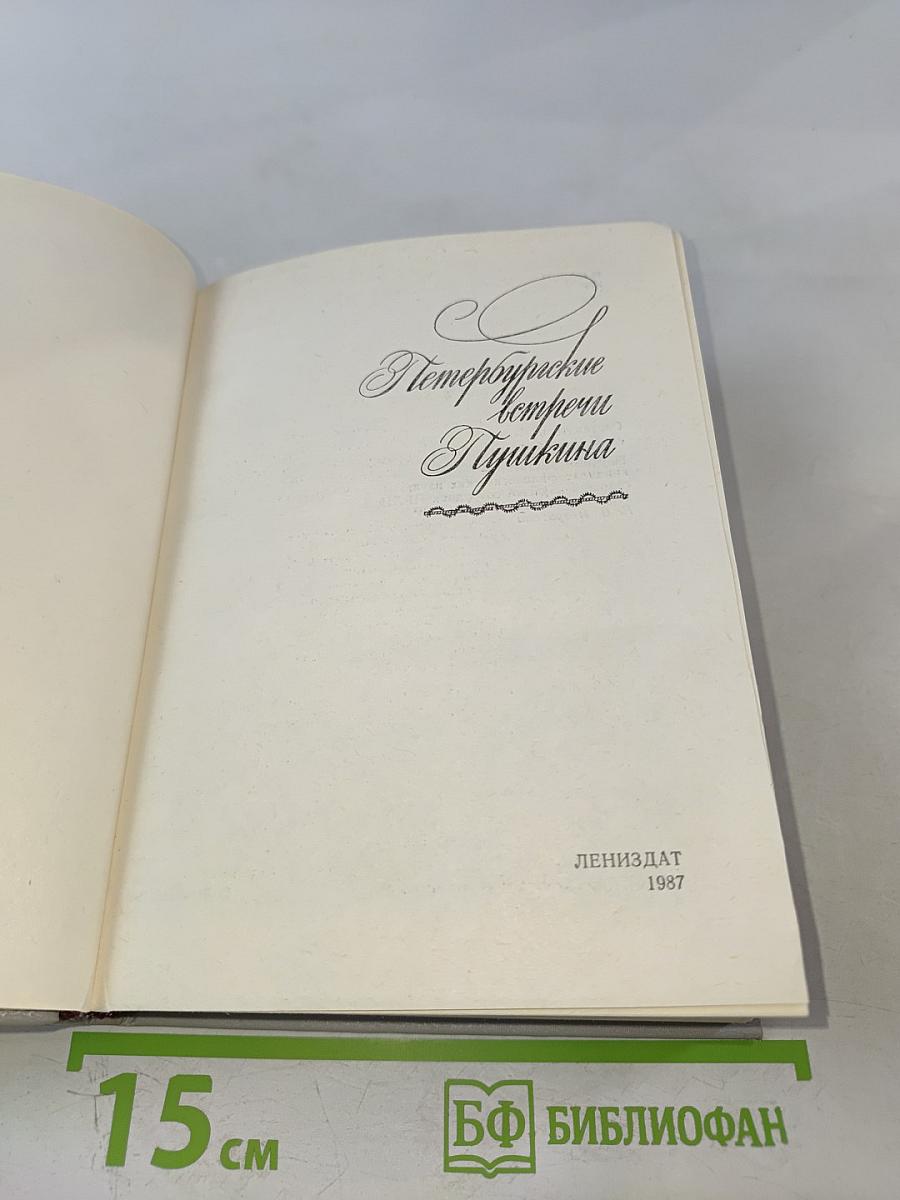 Петербургские
встречи
Пушкина
ЛЕНИЗДАТ
1987
15 см
БФ БИБЛИОФАН